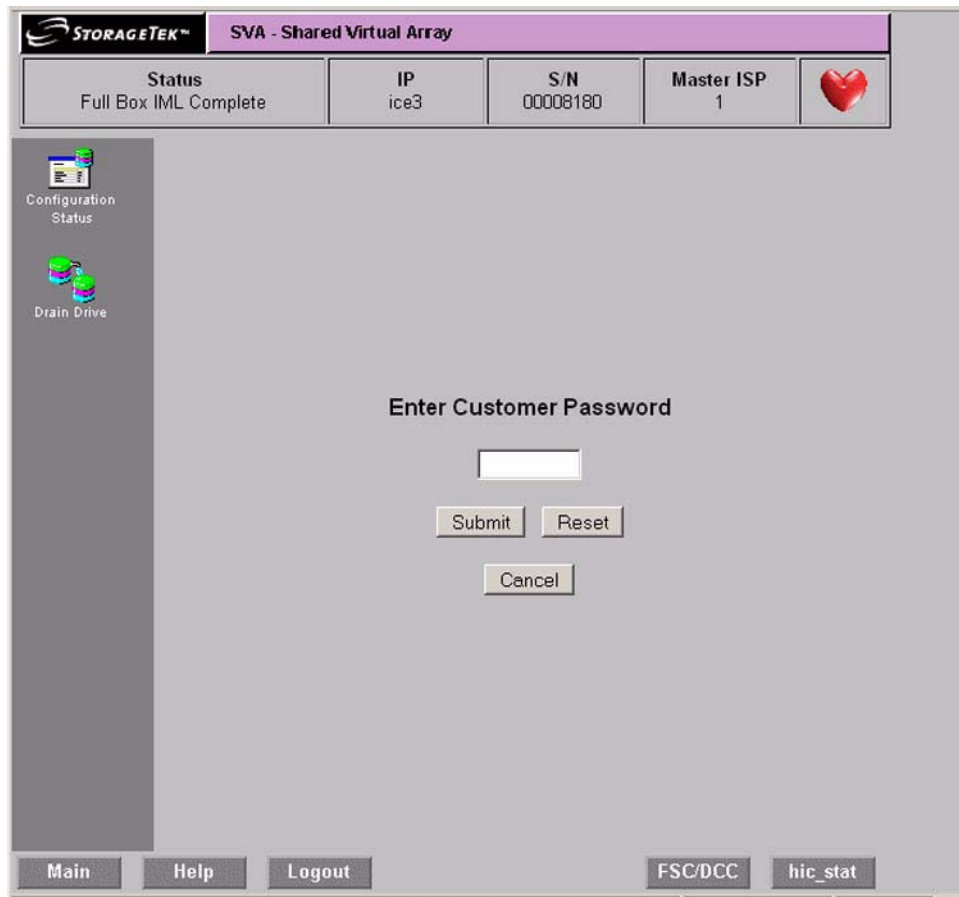 STORAGETEK™ SVA - Shared Virtual Array
Status IP S/N Master ISP
Full Box IML Complete ice3 00008180 1
Configuration
Status
Drain Drive
Enter Customer Password
Submit Reset
Cancel
Main Help Logout FSC/DCC hic_stat